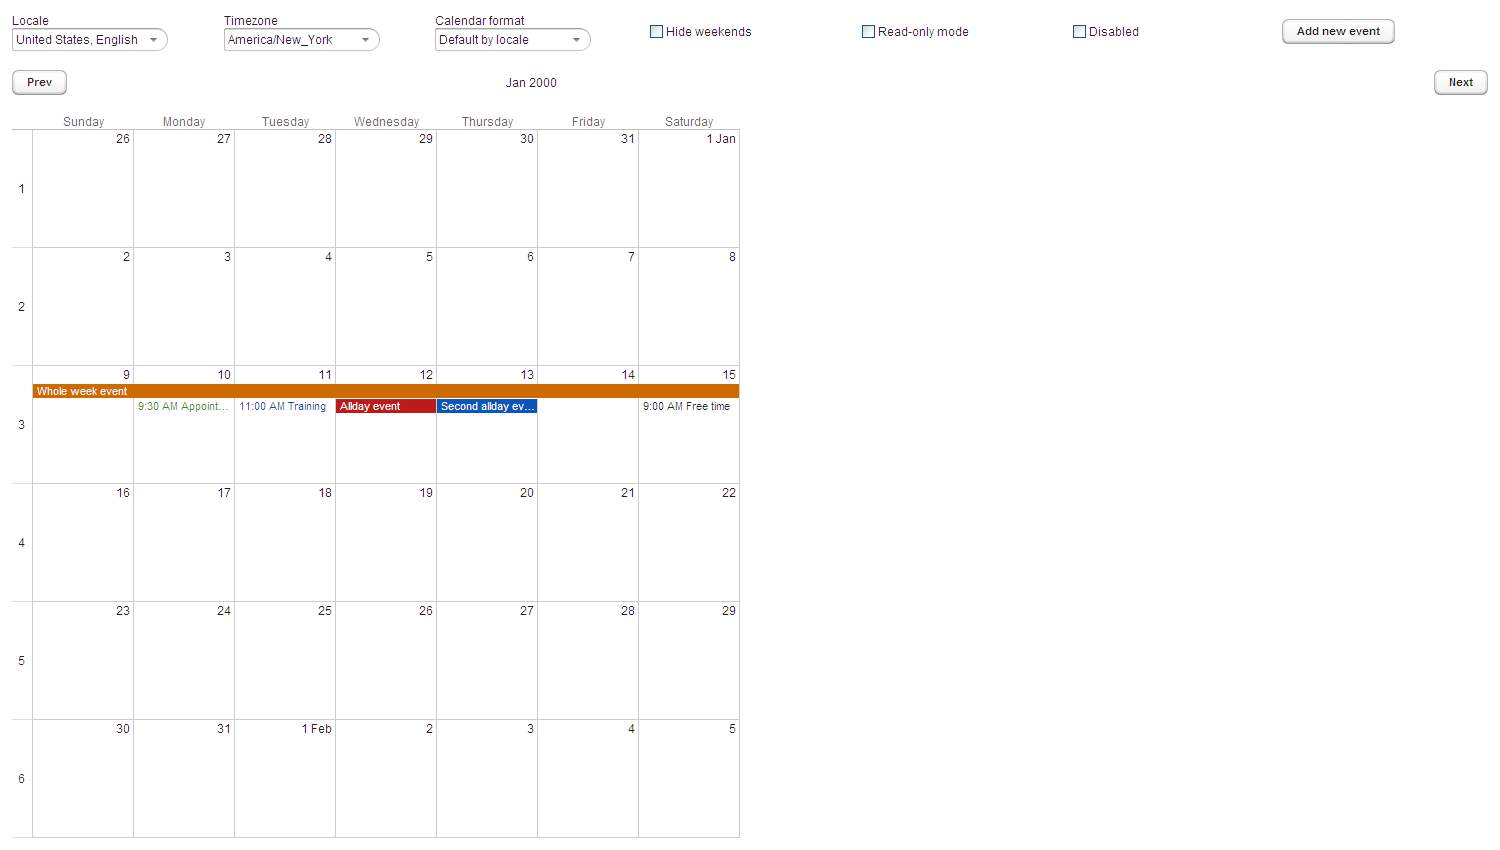 Locale Timezone Calendar format
United States, English America/New_York Default by locale Hide weekends Read-only mode Disabled Add new event
Prev Jan 2000 Next
Sunday Monday Tuesday Wednesday Thursday Friday Saturday
26 27 28 29 30 31 1 Jan
1
2 3 4 5 6 7 8
2
9 10 11 12 13 14 15
Whole week event
9:30 AM Appoint... 11:00 AM Training Allday event Second allday ev... 9:00 AM Free time
3
16 17 18 19 20 21 22
4
23 24 25 26 27 28 29
5
30 31 1 Feb 2 3 4 5
6